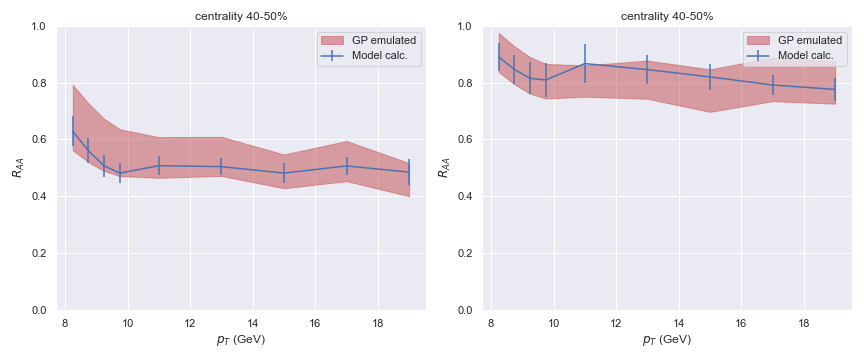 centrality 40-50%
GP emulated
Model calc.
1.0
0.8
0.6
0.4
0.2
0.0
R_AA
8 10 12 14 16 18
p_T (GeV)
centrality 40-50%
GP emulated
Model calc.
1.0
0.8
0.6
0.4
0.2
0.0
R_AA
8 10 12 14 16 18
p_T (GeV)